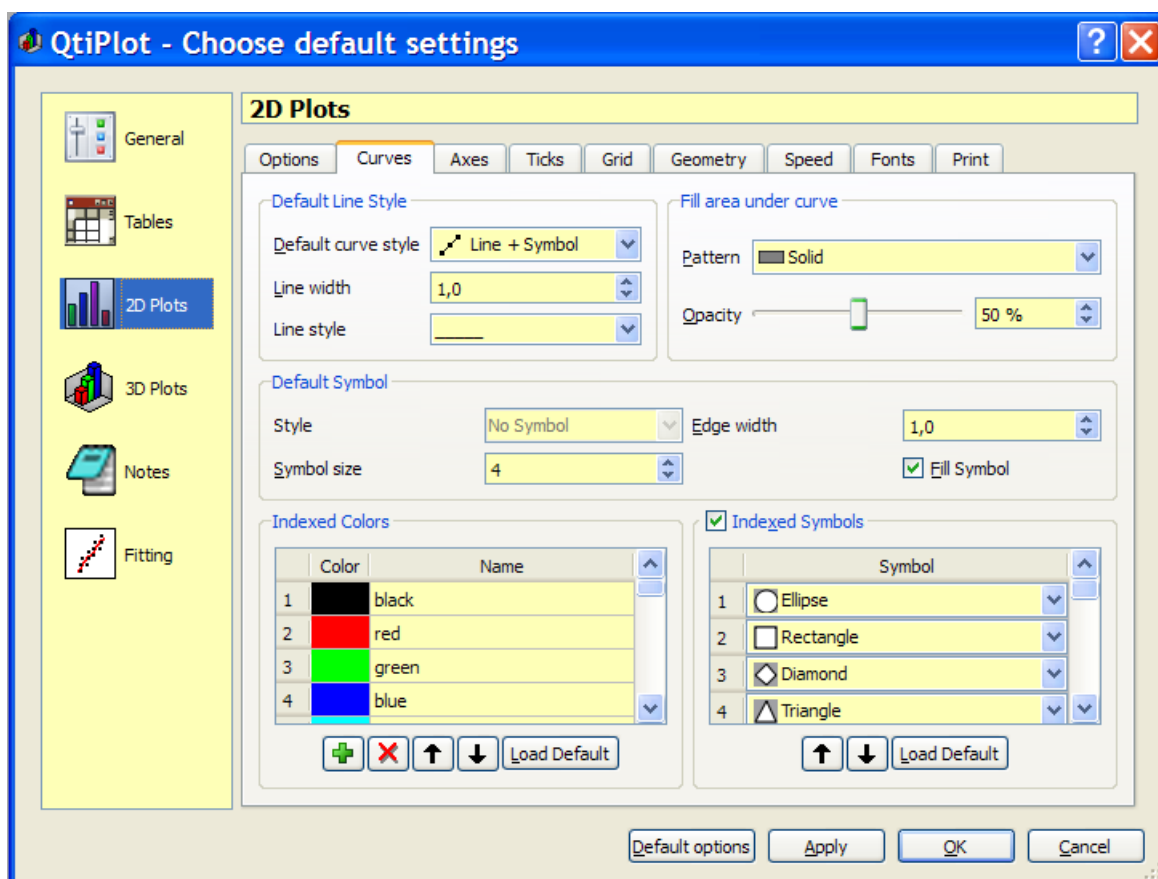 QtiPlot - Choose default settings
General
Tables
2D Plots
3D Plots
Notes
Fitting
2D Plots
Options Curves Axes Ticks Grid Geometry Speed Fonts Print
Default Line Style
Default curve style Line + Symbol
Line width 1,0
Line style
Fill area under curve
Pattern Solid
Opacity 50 %
Default Symbol
Style No Symbol Edge width 1,0
Symbol size 4 Fill Symbol
Indexed Colors
Color Name
1 black
2 red
3 green
4 blue
Load Default
Indexed Symbols
Symbol
1 Ellipse
2 Rectangle
3 Diamond
4 Triangle
Load Default
Default options Apply OK Cancel